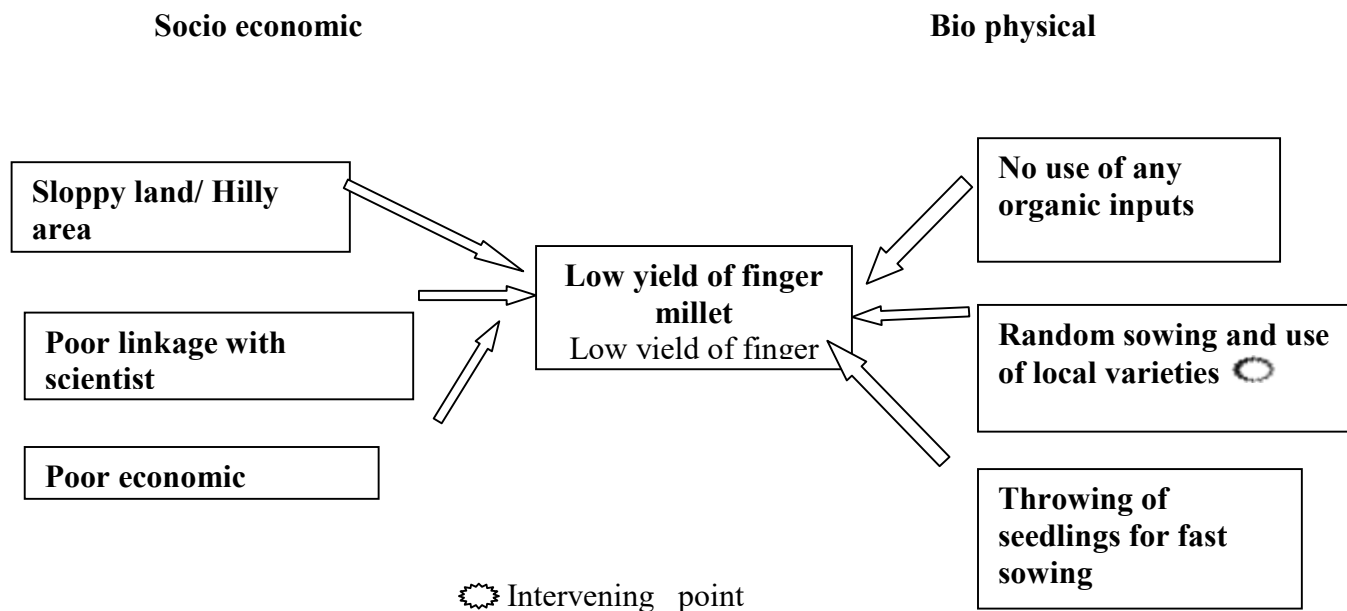 Socio economic
Bio physical
Sloppy land/ Hilly
area
Poor linkage with
scientist
Poor economic
Low yield of finger
millet
Low yield of finger
No use of any
organic inputs
Random sowing and use
of local varieties
Throwing of
seedlings for fast
sowing
Intervening point